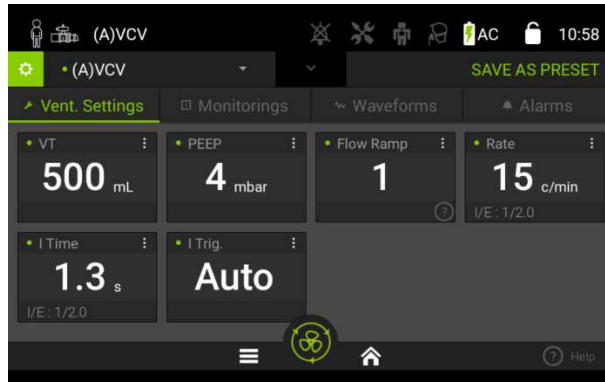 (A)VCV AC 10:58
(A)VCV SAVE AS PRESET
Vent. Settings Monitorings Waveforms Alarms
VT PEEP Flow Ramp Rate
500 mL 4 mbar 1 15 c/min
? I/E : 1/2.0
I Time I Trig.
1.3 s Auto
I/E : 1/2.0
? Help